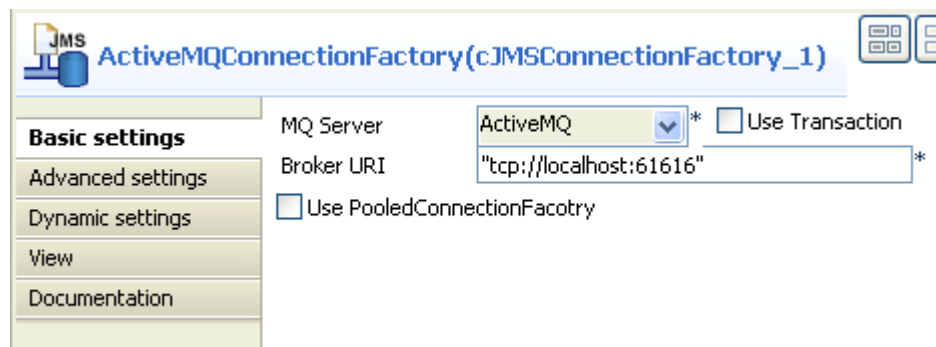 JMS
ActiveMQConnectionFactory(cJMSConnectionFactory_1)
Basic settings
Advanced settings
Dynamic settings
View
Documentation
MQ Server ActiveMQ * Use Transaction
Broker URI "tcp://localhost:61616" *
Use PooledConnectionFacotry